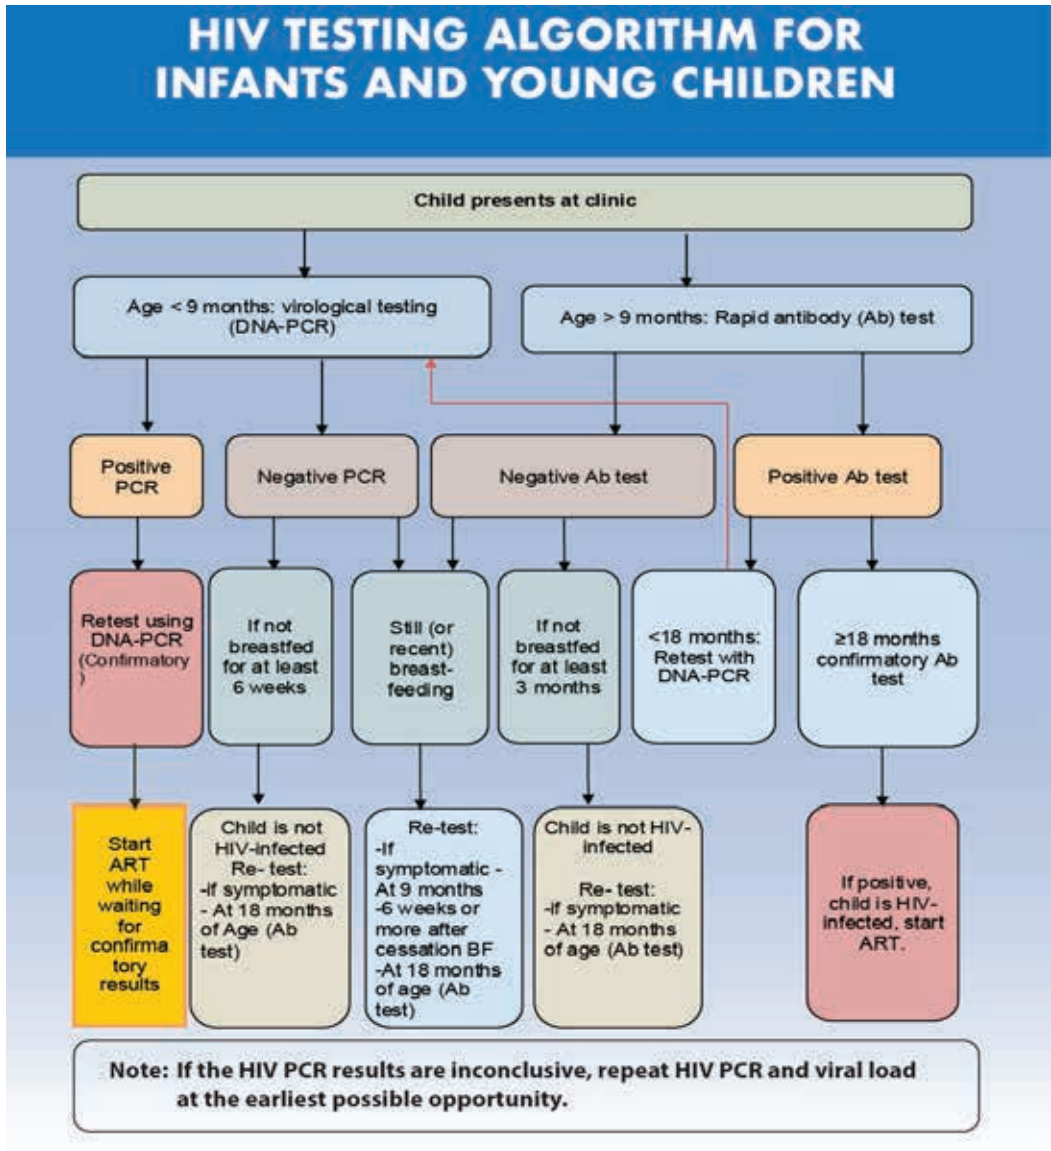 HIV TESTING ALGORITHM FOR
INFANTS AND YOUNG CHILDREN
Child presents at clinic
Age < 9 months: virological testing
(DNA-PCR)
Age > 9 months: Rapid antibody (Ab) test
Positive
PCR
Negative PCR
Negative Ab test
Positive Ab test
Retest using
DNA-PCR
(Confirmatory
)
If not
breastfed
for at least
6 weeks
Still (or
recent)
breast-
feeding
If not
breastfed
for at least
3 months
<18 months:
Retest with
DNA-PCR
≥18 months
confirmatory Ab
test
Start
ART
while
waiting
for
confirma
tory
results
Child is not
HIV-infected
Re- test:
-if symptomatic
- At 18 months
of Age (Ab
test)
Re-test:
-If
symptomatic -
At 9 months
-6 weeks or
more after
cessation BF
-At 18 months
of age (Ab
test)
Child is not HIV-
infected
Re- test:
-if symptomatic
- At 18 months
of age (Ab test)
If positive,
child is HIV-
infected, start
ART.
Note: If the HIV PCR results are inconclusive, repeat HIV PCR and viral load
at the earliest possible opportunity.